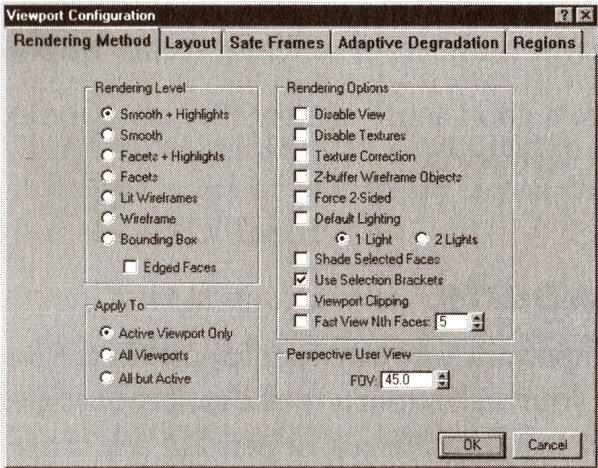 Viewport Configuration
Rendering Method Layout Safe Frames Adaptive Degradation Regions
Rendering Level
Smooth + Highlights
Smooth
Facets + Highlights
Facets
Lit Wireframes
Wireframe
Bounding Box
Edged Faces
Apply To
Active Viewport Only
All Viewports
All but Active
Rendering Options
Disable View
Disable Textures
Texture Correction
Z-buffer Wireframe Objects
Force 2-Sided
Default Lighting
1 Light 2 Lights
Shade Selected Faces
Use Selection Brackets
Viewport Clipping
Fast View Nth Faces: 5
Perspective User View
FOV: 45.0
OK Cancel